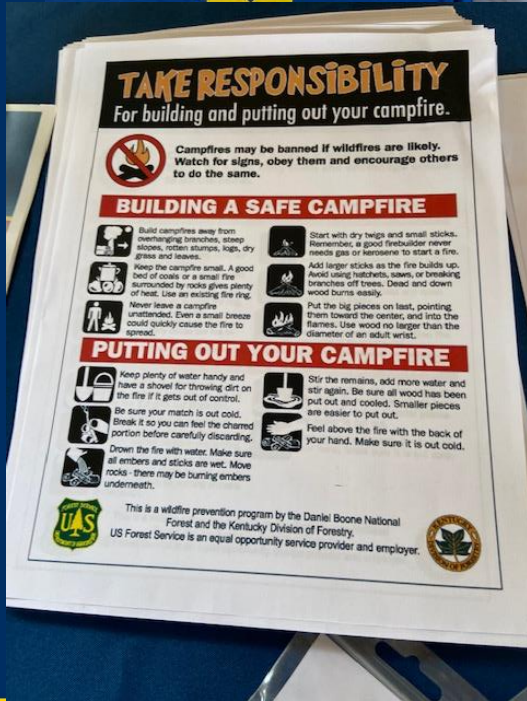 TAKE RESPONSiBiLiTY
For building and putting out your campfire.
Campfires may be banned if wildfires are likely.
Watch for signs, obey them and encourage others
to do the same.
BUILDING A SAFE CAMPFIRE
Build campfires away from
overhanging branches, steep
slopes, rotten stumps, logs, dry
grass and leaves.
Keep the campfire small. A good
bed of coals or a small fire
surrounded by rocks gives plenty
of heat. Use an existing fire ring.
Never leave a campfire
unattended. Even a small breeze
could quickly cause the fire to
spread.
Start with dry twigs and small sticks.
Remember, a good firebuilder never
needs gas or kerosene to start a fire.
Add larger sticks as the fire builds up.
Avoid using hatchets, saws, or breaking
branches off trees. Dead and down
wood burns easily.
Put the big pieces on last, pointing
them toward the center, and into the
flames. Use wood no larger than the
diameter of an adult wrist.
PUTTING OUT YOUR CAMPFIRE
Keep plenty of water handy and
have a shovel for throwing dirt on
the fire if it gets out of control.
Be sure your match is out cold.
Break it so you can feel the charred
portion before carefully discarding.
Drown the fire with water. Make sure
all embers and sticks are wet. Move
rocks - there may be burning embers
underneath.
Stir the remains, add more water and
stir again. Be sure all wood has been
put out and cooled. Smaller pieces
are easier to put out.
Feel above the fire with the back of
your hand. Make sure it is out cold.
FOREST SERVICE
UAS
DEPARTMENT OF AGRICULTURE
This is a wildfire prevention program by the Daniel Boone National
Forest and the Kentucky Division of Forestry.
US Forest Service is an equal opportunity service provider and employer.
KENTUCKY
DIVISION OF FORESTRY